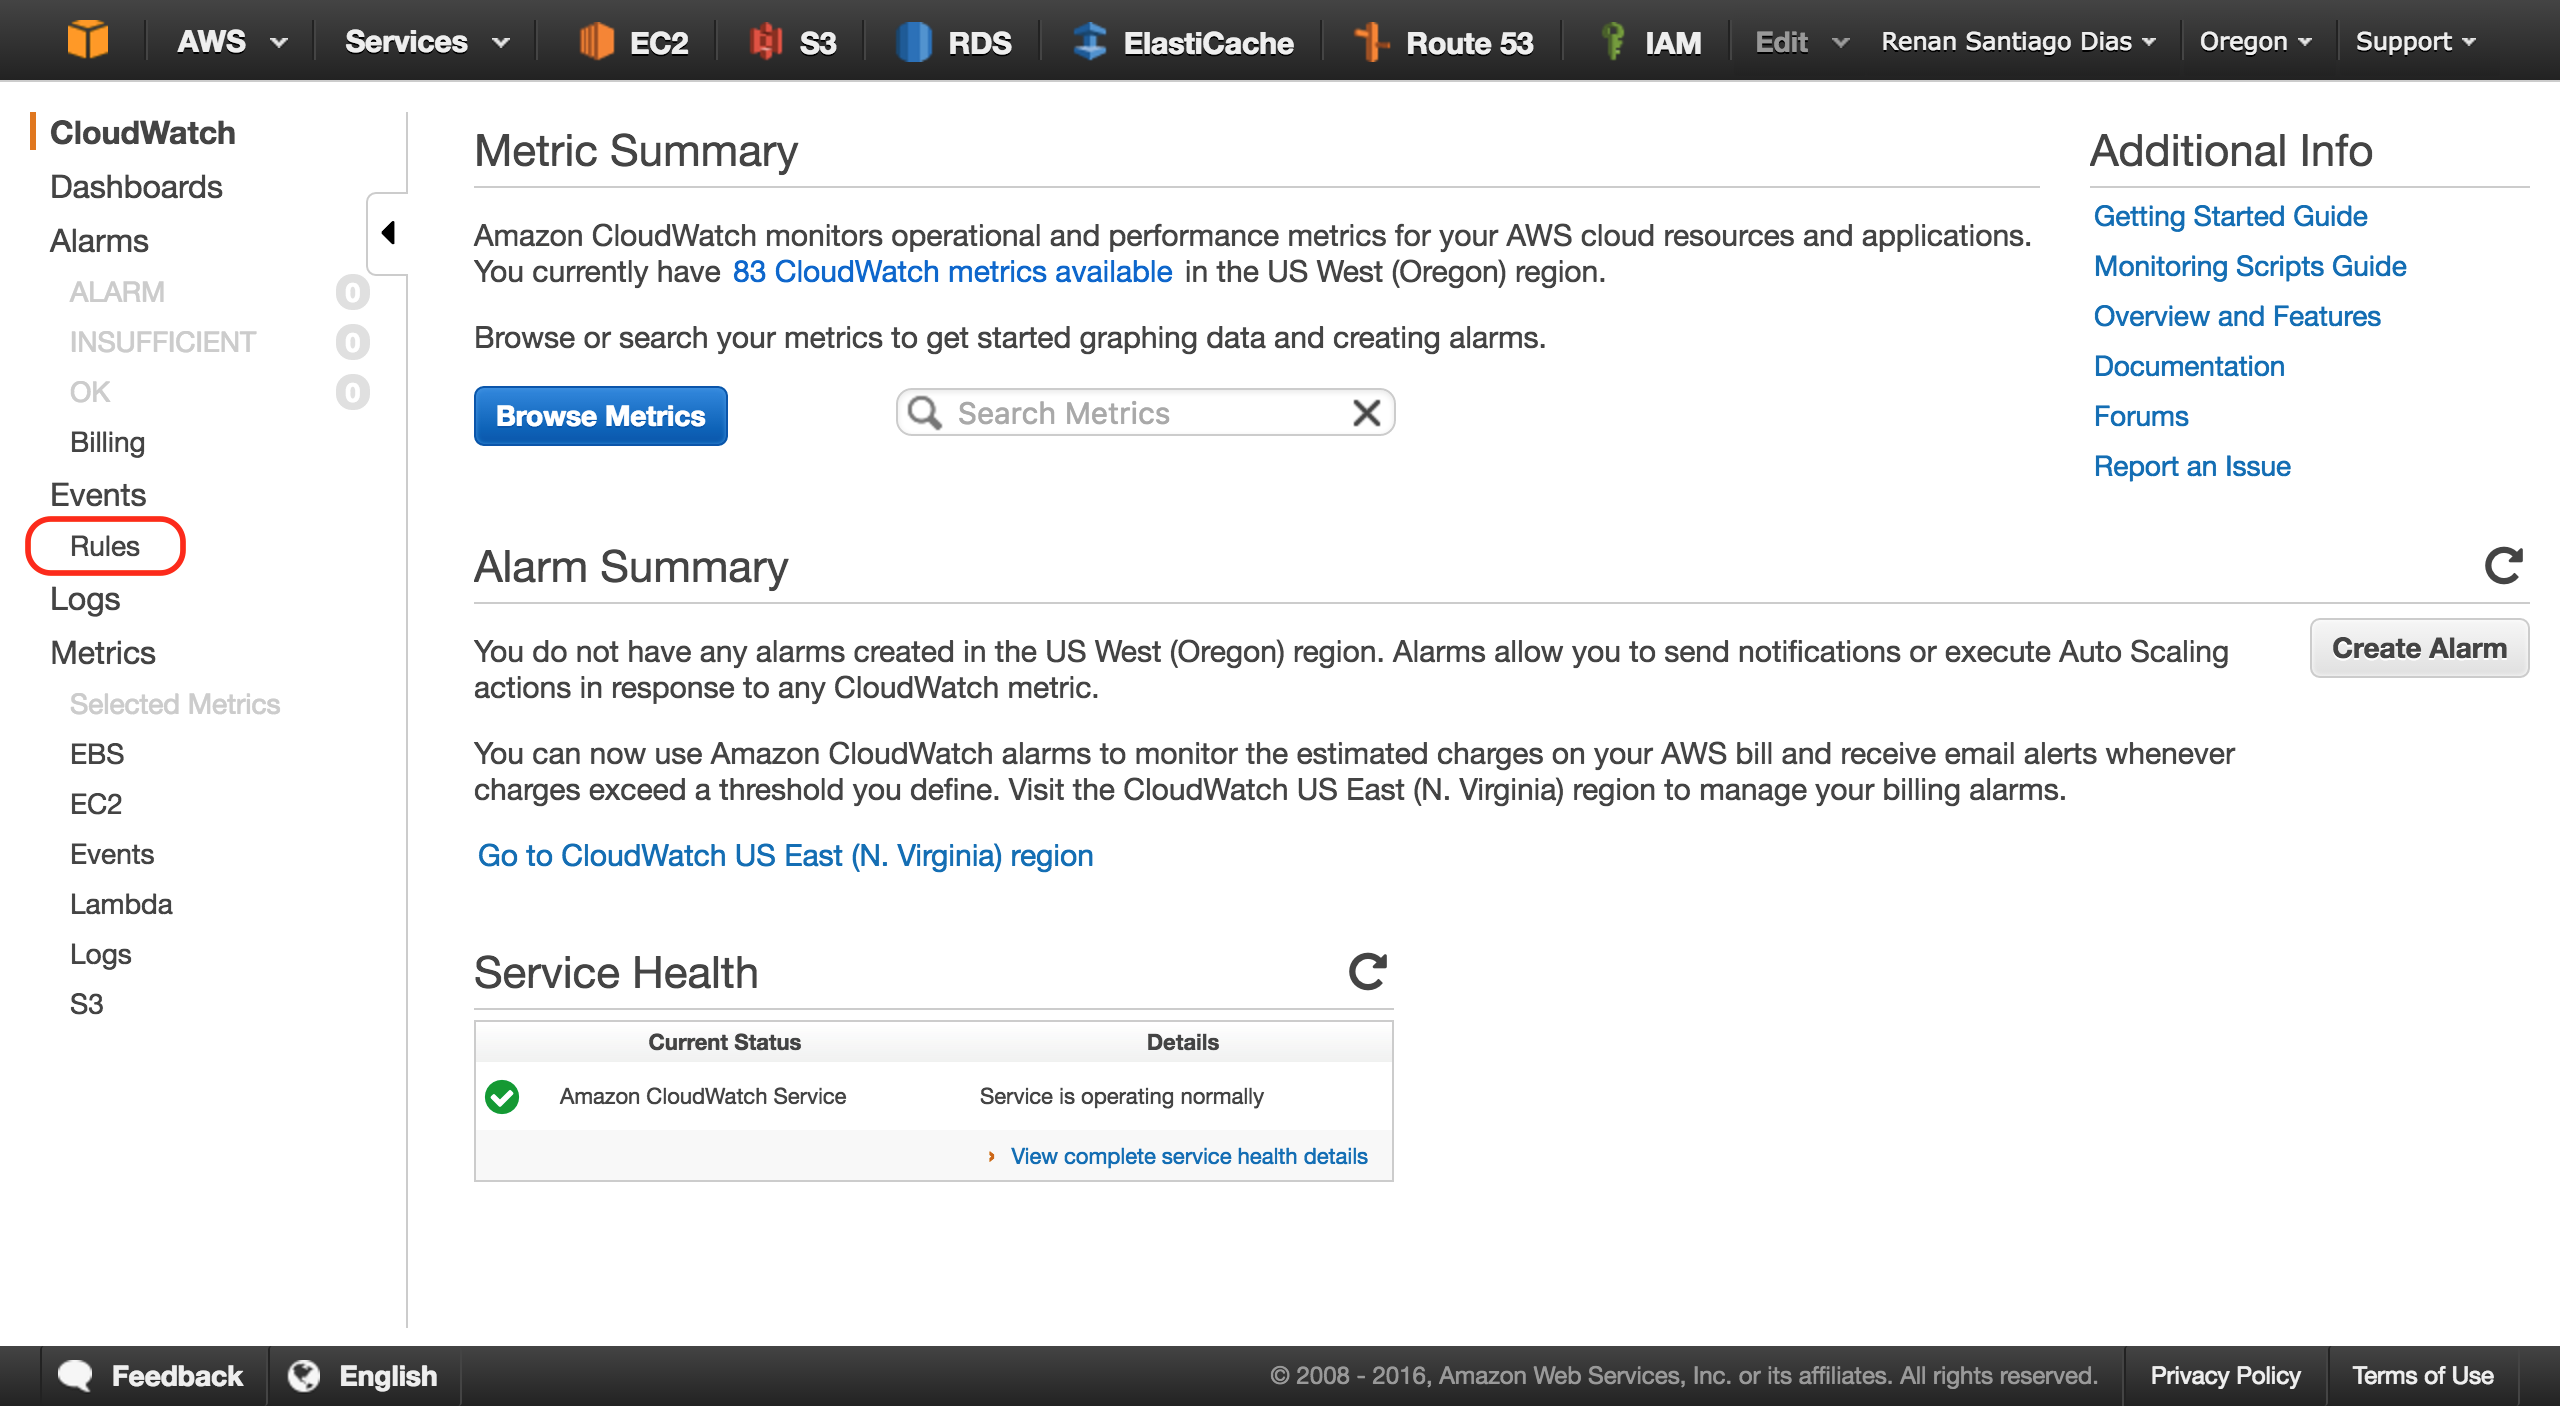 AWS Services EC2 S3 RDS ElastiCache Route 53 IAM Edit Renan Santiago Dias Oregon Support
CloudWatch
Dashboards
Alarms
ALARM 0
INSUFFICIENT 0
OK 0
Billing
Events
Rules
Logs
Metrics
Selected Metrics
EBS
EC2
Events
Lambda
Logs
S3
Metric Summary
Amazon CloudWatch monitors operational and performance metrics for your AWS cloud resources and applications.
You currently have 83 CloudWatch metrics available in the US West (Oregon) region.
Browse or search your metrics to get started graphing data and creating alarms.
Browse Metrics
Search Metrics
Additional Info
Getting Started Guide
Monitoring Scripts Guide
Overview and Features
Documentation
Forums
Report an Issue
Alarm Summary
You do not have any alarms created in the US West (Oregon) region. Alarms allow you to send notifications or execute Auto Scaling
actions in response to any CloudWatch metric.
Create Alarm
You can now use Amazon CloudWatch alarms to monitor the estimated charges on your AWS bill and receive email alerts whenever
charges exceed a threshold you define. Visit the CloudWatch US East (N. Virginia) region to manage your billing alarms.
Go to CloudWatch US East (N. Virginia) region
Service Health
Current Status Details
Amazon CloudWatch Service Service is operating normally
View complete service health details
Feedback English © 2008 - 2016, Amazon Web Services, Inc. or its affiliates. All rights reserved. Privacy Policy Terms of Use